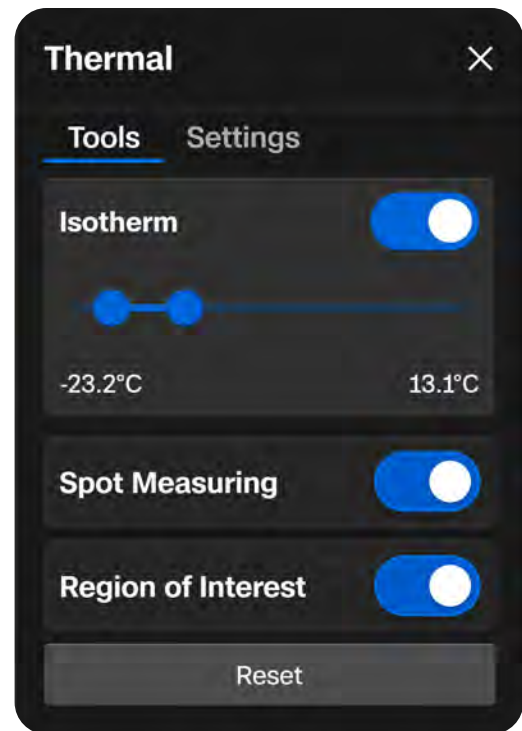 Thermal
Tools Settings
Isotherm
-23.2°C 13.1°C
Spot Measuring
Region of Interest
Reset